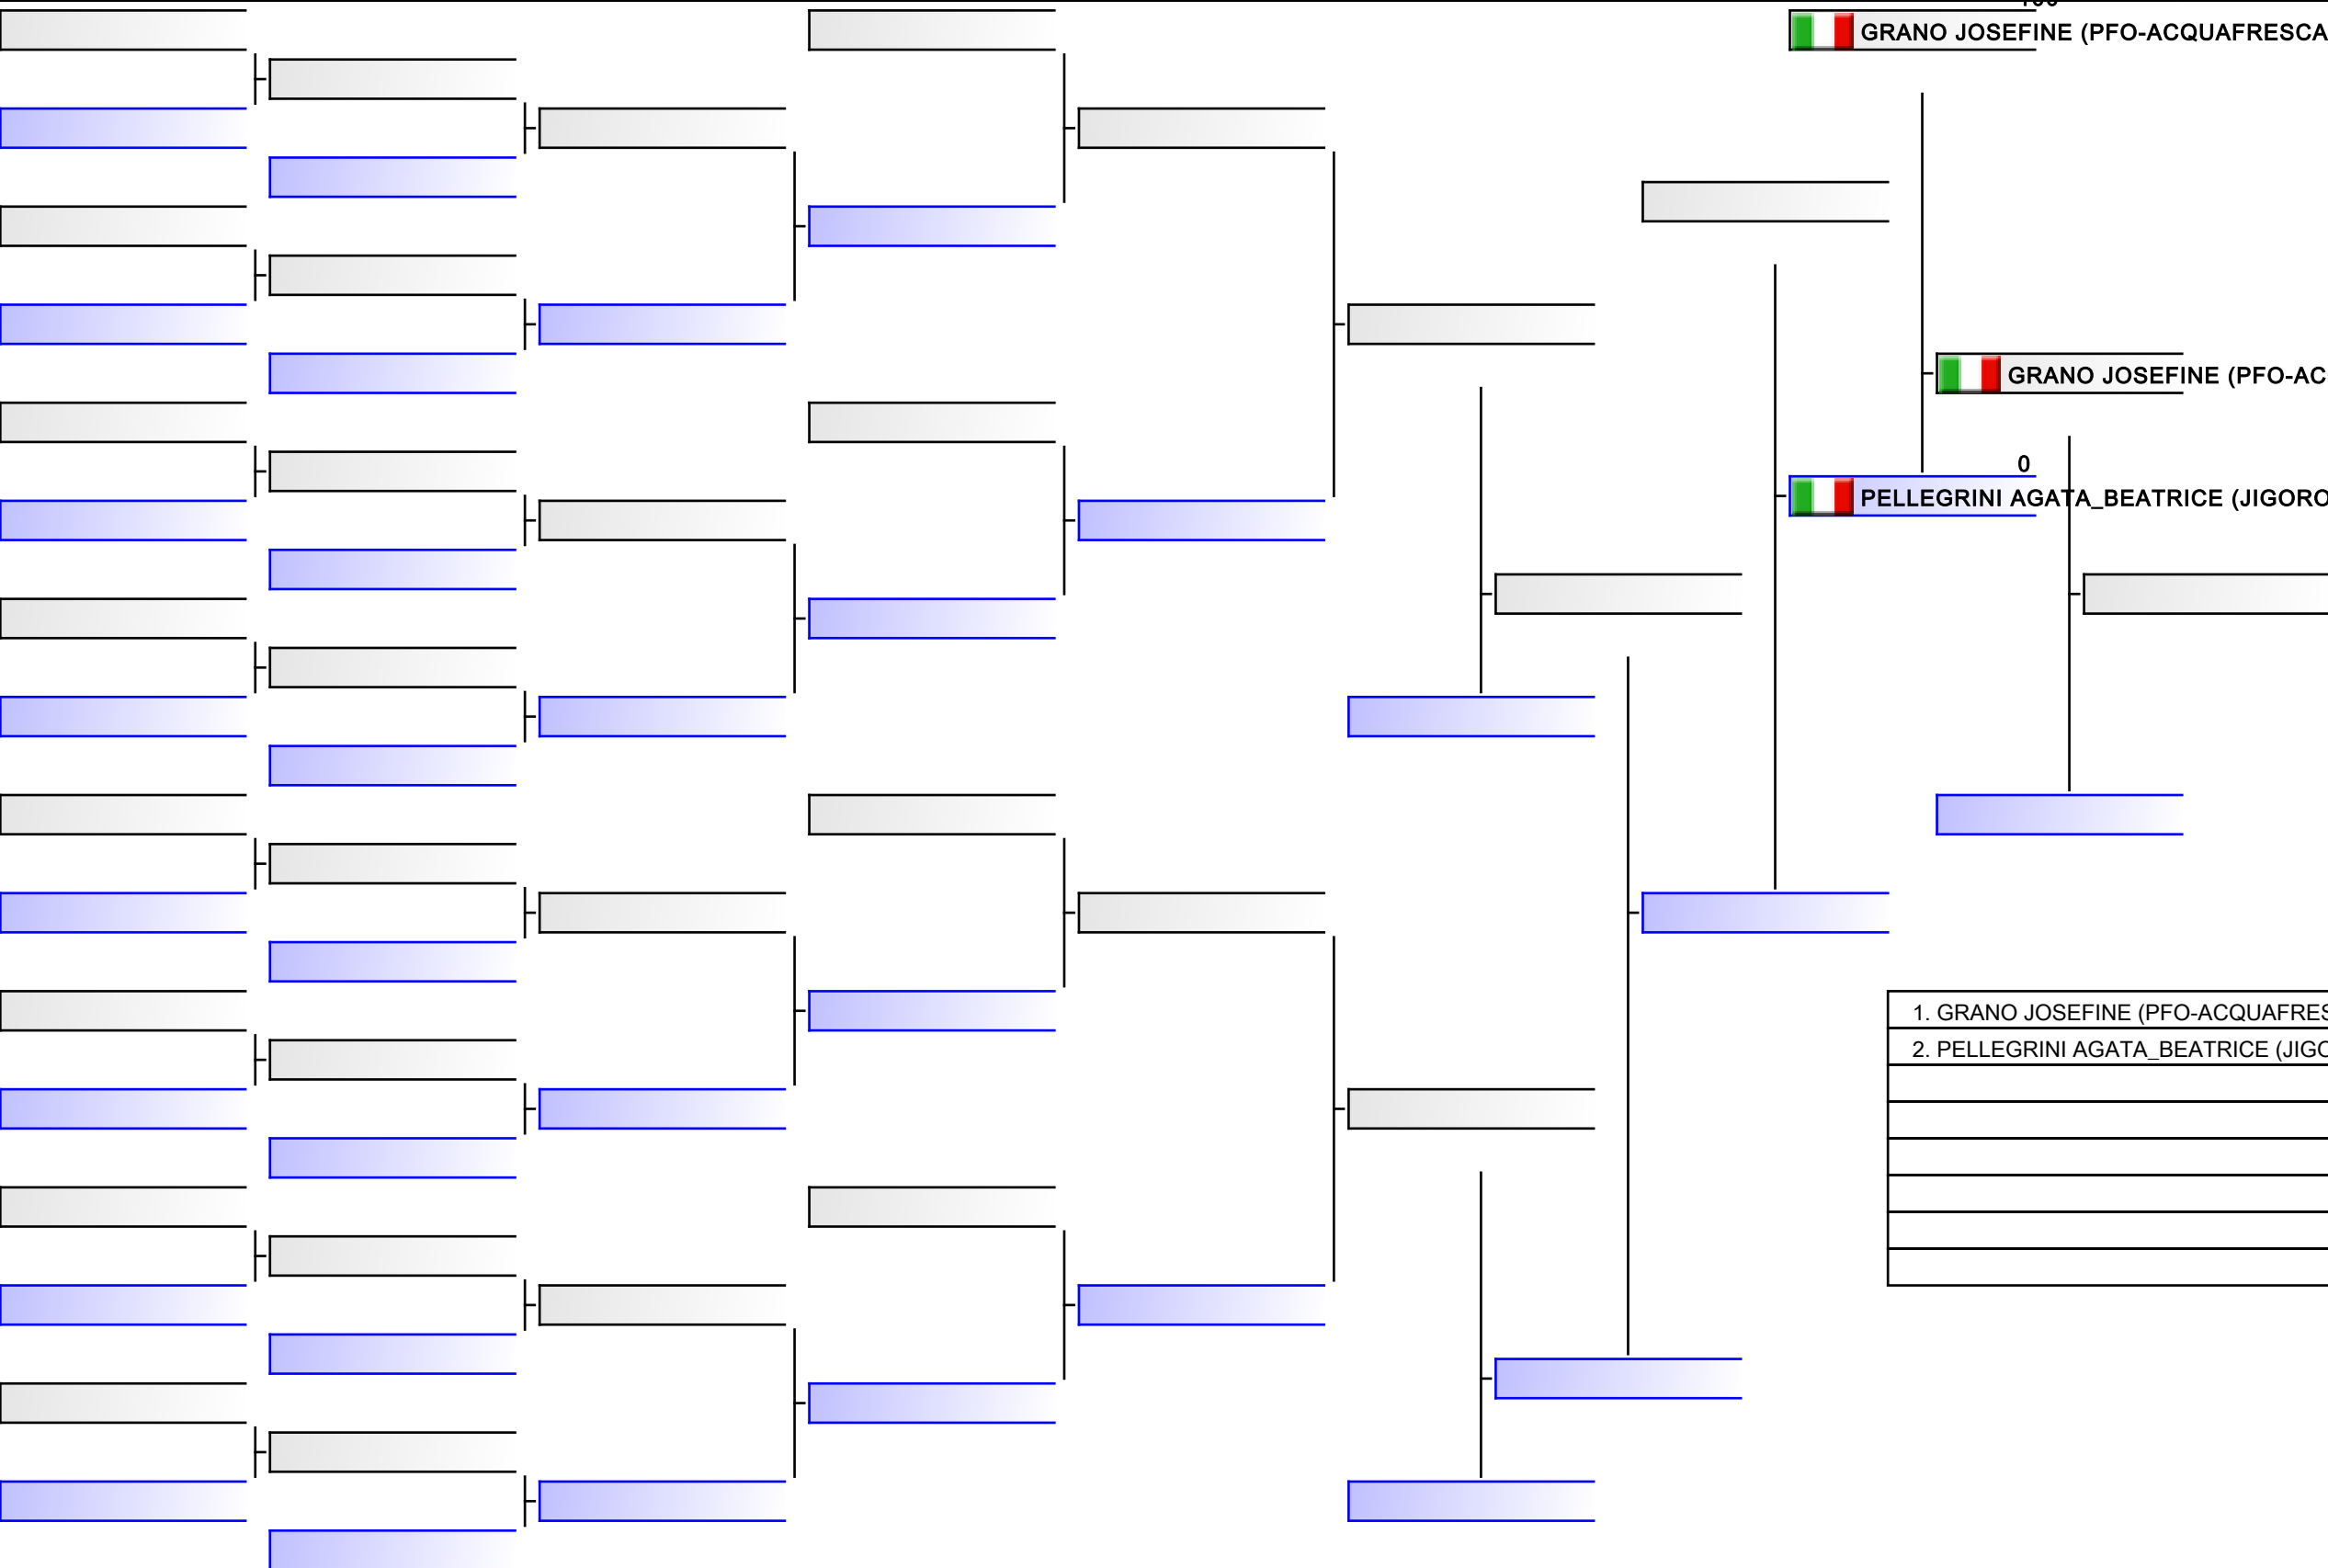 GRANO JOSEFINE (PFO-ACQUAFRESCA
GRANO JOSEFINE (PFO-AC
0
PELLEGRINI AGATA_BEATRICE (JIGORO
1. GRANO JOSEFINE (PFO-ACQUAFRES
2. PELLEGRINI AGATA_BEATRICE (JIGO